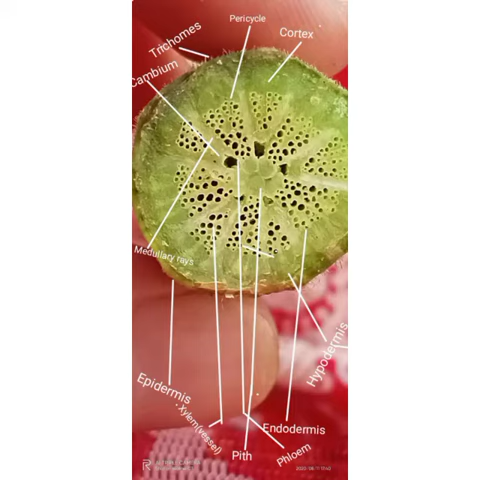 Pericycle
Trichomes
Cortex
Cambium
Medullary rays
Hypodermis
Epidermis
Xylem(vessel)
Endodermis
Pith
Phloem